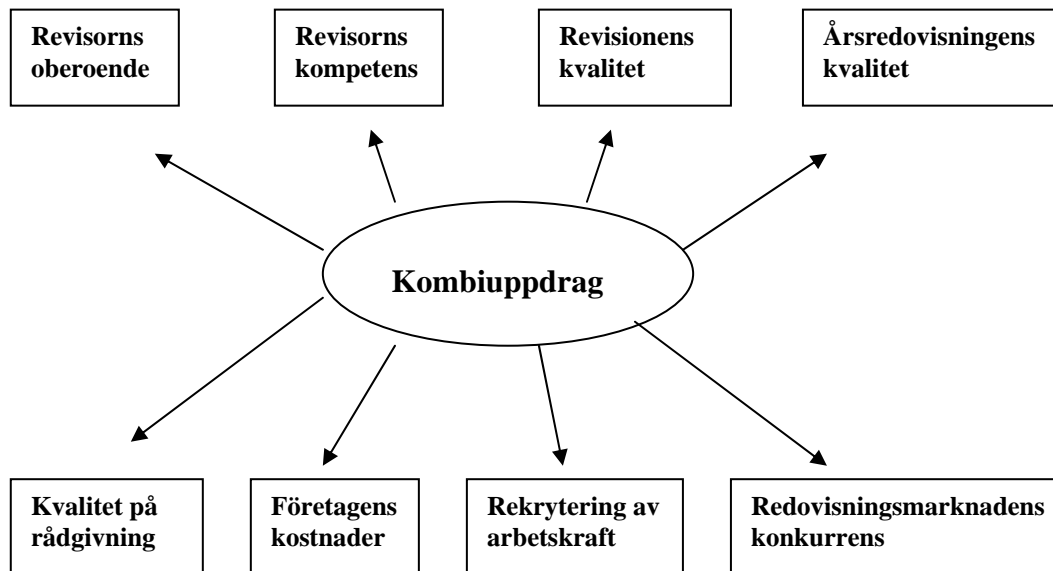 Revisorns
oberoende
Revisorns
kompetens
Revisionens
kvalitet
Årsredovisningens
kvalitet
Kombiuppdrag
Kvalitet på
rådgivning
Företagens
kostnader
Rekrytering av
arbetskraft
Redovisningsmarknadens
konkurrens